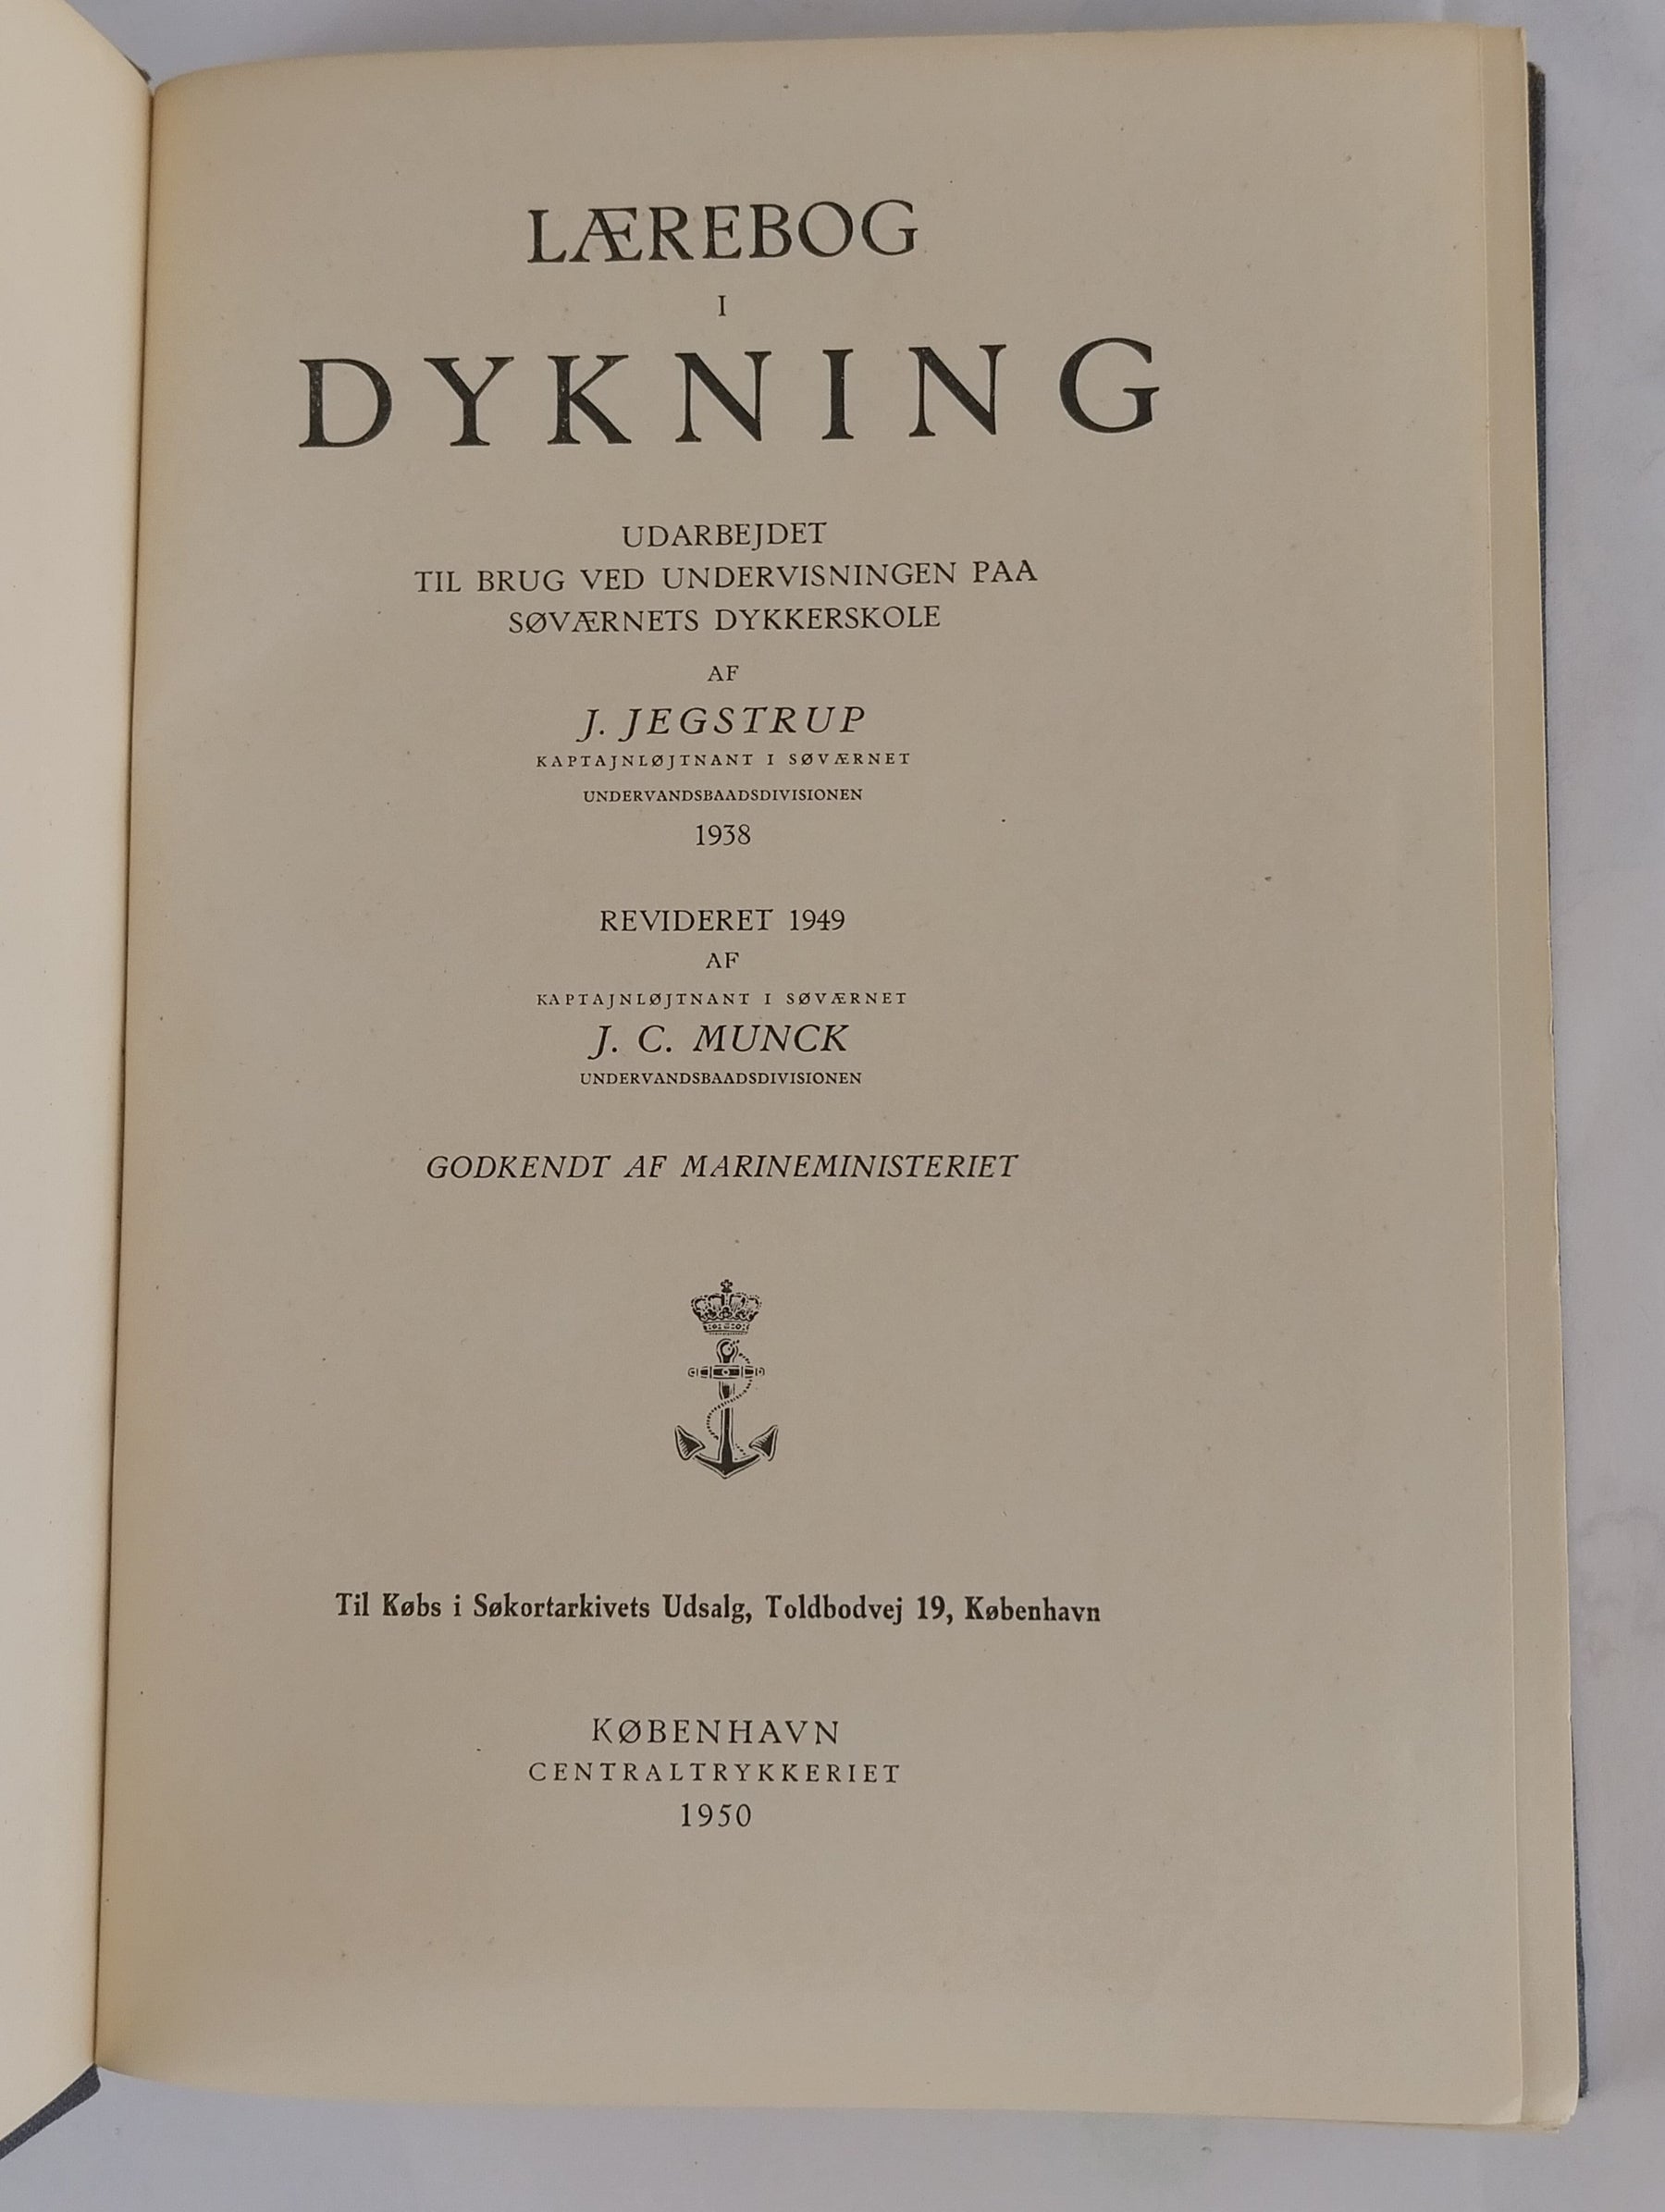 LÆREBOG
I
DYKNING
UDARBEJDET
TIL BRUG VED UNDERVISNINGEN PAA
SØVÆRNETS DYKKERSKOLE
AF
J. JEGSTRUP
KAPTAJNLØJTNANT I SØVÆRNET
UNDERVANDSBAADSDIVISIONEN
1938
REVIDERET 1949
AF
KAPTAJNLØJTNANT I SØVÆRNET
J. C. MUNCK
UNDERVANDSBAADSDIVISIONEN
GODKENDT AF MARINEMINISTERIET
Til Købs i Søkortarkivets Udsalg, Toldbodvej 19, København
KØBENHAVN
CENTRALTRYKKERIET
1950